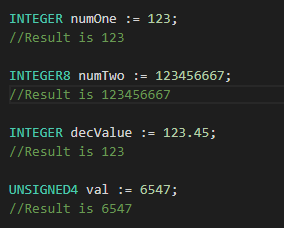 INTEGER numOne := 123;
//Result is 123
INTEGER8 numTwo := 123456667;
//Result is 123456667
INTEGER decValue := 123.45;
//Result is 123
UNSIGNED4 val := 6547;
//Result is 6547